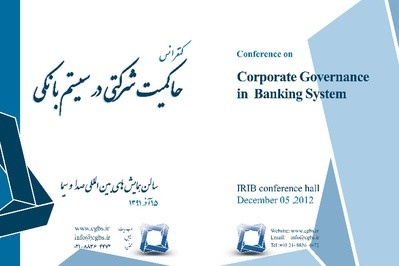 کنفرانس
حاکمیت شرکتی در سیستم بانکی
سالن همایش های بین المللی صدا و سیما
۱۵ آذر ۱۳۹۱
www.cgbs.ir
info@cgbs.ir
Conference on
Corporate Governance
in Banking System
IRIB conference hall
December 05 ,2012
Website: www.cgbs.ir
Email: info@cgbs.ir